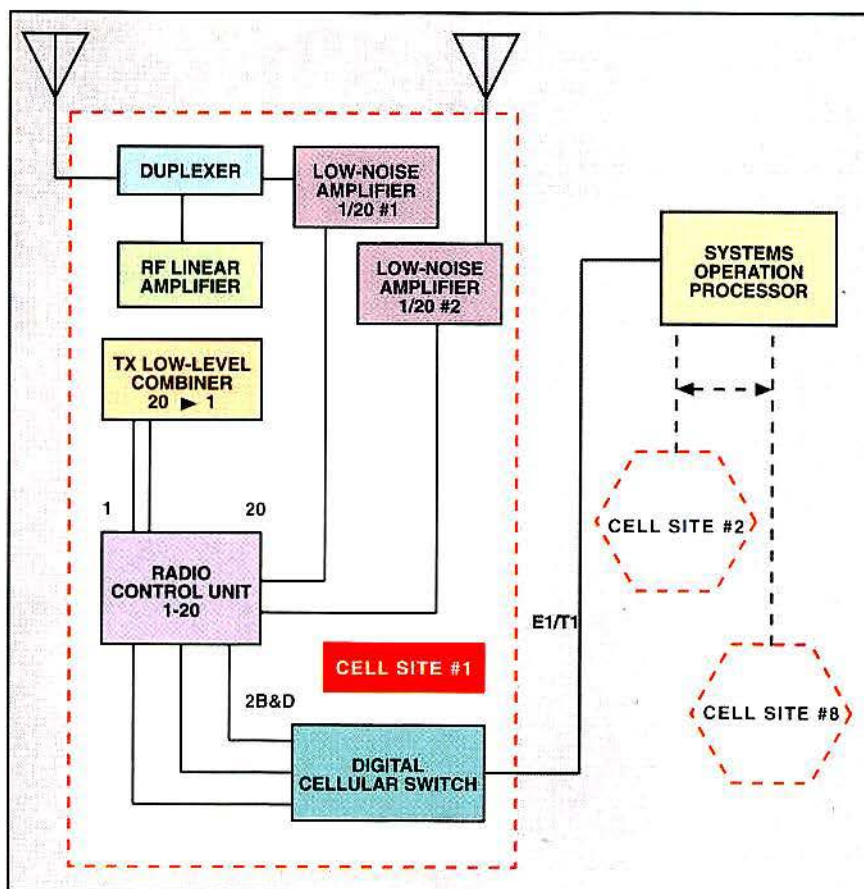 DUPLEXER
LOW-NOISE
AMPLIFIER
1/20 #1
RF LINEAR
AMPLIFIER
LOW-NOISE
AMPLIFIER
1/20 #2
SYSTEMS
OPERATION
PROCESSOR
TX LOW-LEVEL
COMBINER
20 ► 1
1
20
RADIO
CONTROL UNIT
1-20
CELL SITE #2
E1/T1
CELL SITE #1
2B&D
CELL SITE #8
DIGITAL
CELLULAR SWITCH